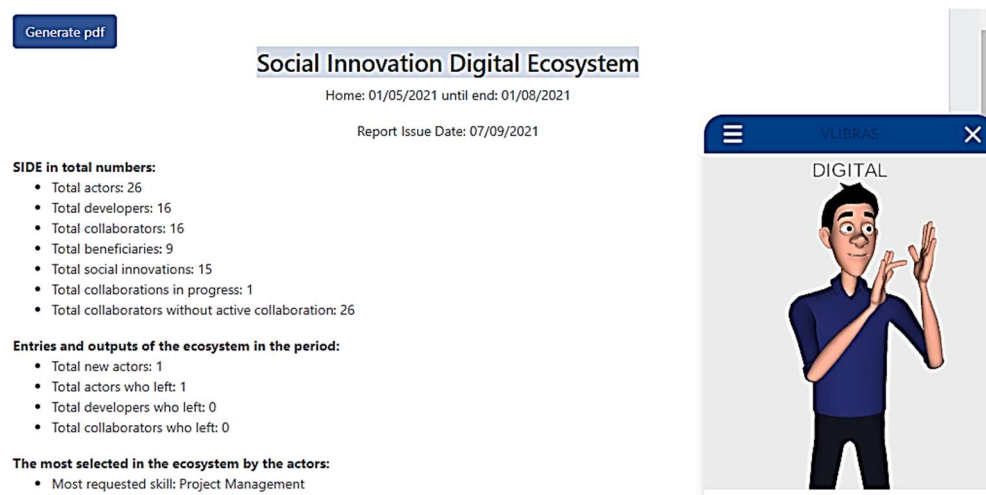 Generate pdf
Social Innovation Digital Ecosystem
Home: 01/05/2021 until end: 01/08/2021
Report Issue Date: 07/09/2021
VLIBRAS
DIGITAL
SIDE in total numbers:
• Total actors: 26
• Total developers: 16
• Total collaborators: 16
• Total beneficiaries: 9
• Total social innovations: 15
• Total collaborations in progress: 1
• Total collaborators without active collaboration: 26
Entries and outputs of the ecosystem in the period:
• Total new actors: 1
• Total actors who left: 1
• Total developers who left: 0
• Total collaborators who left: 0
The most selected in the ecosystem by the actors:
• Most requested skill: Project Management